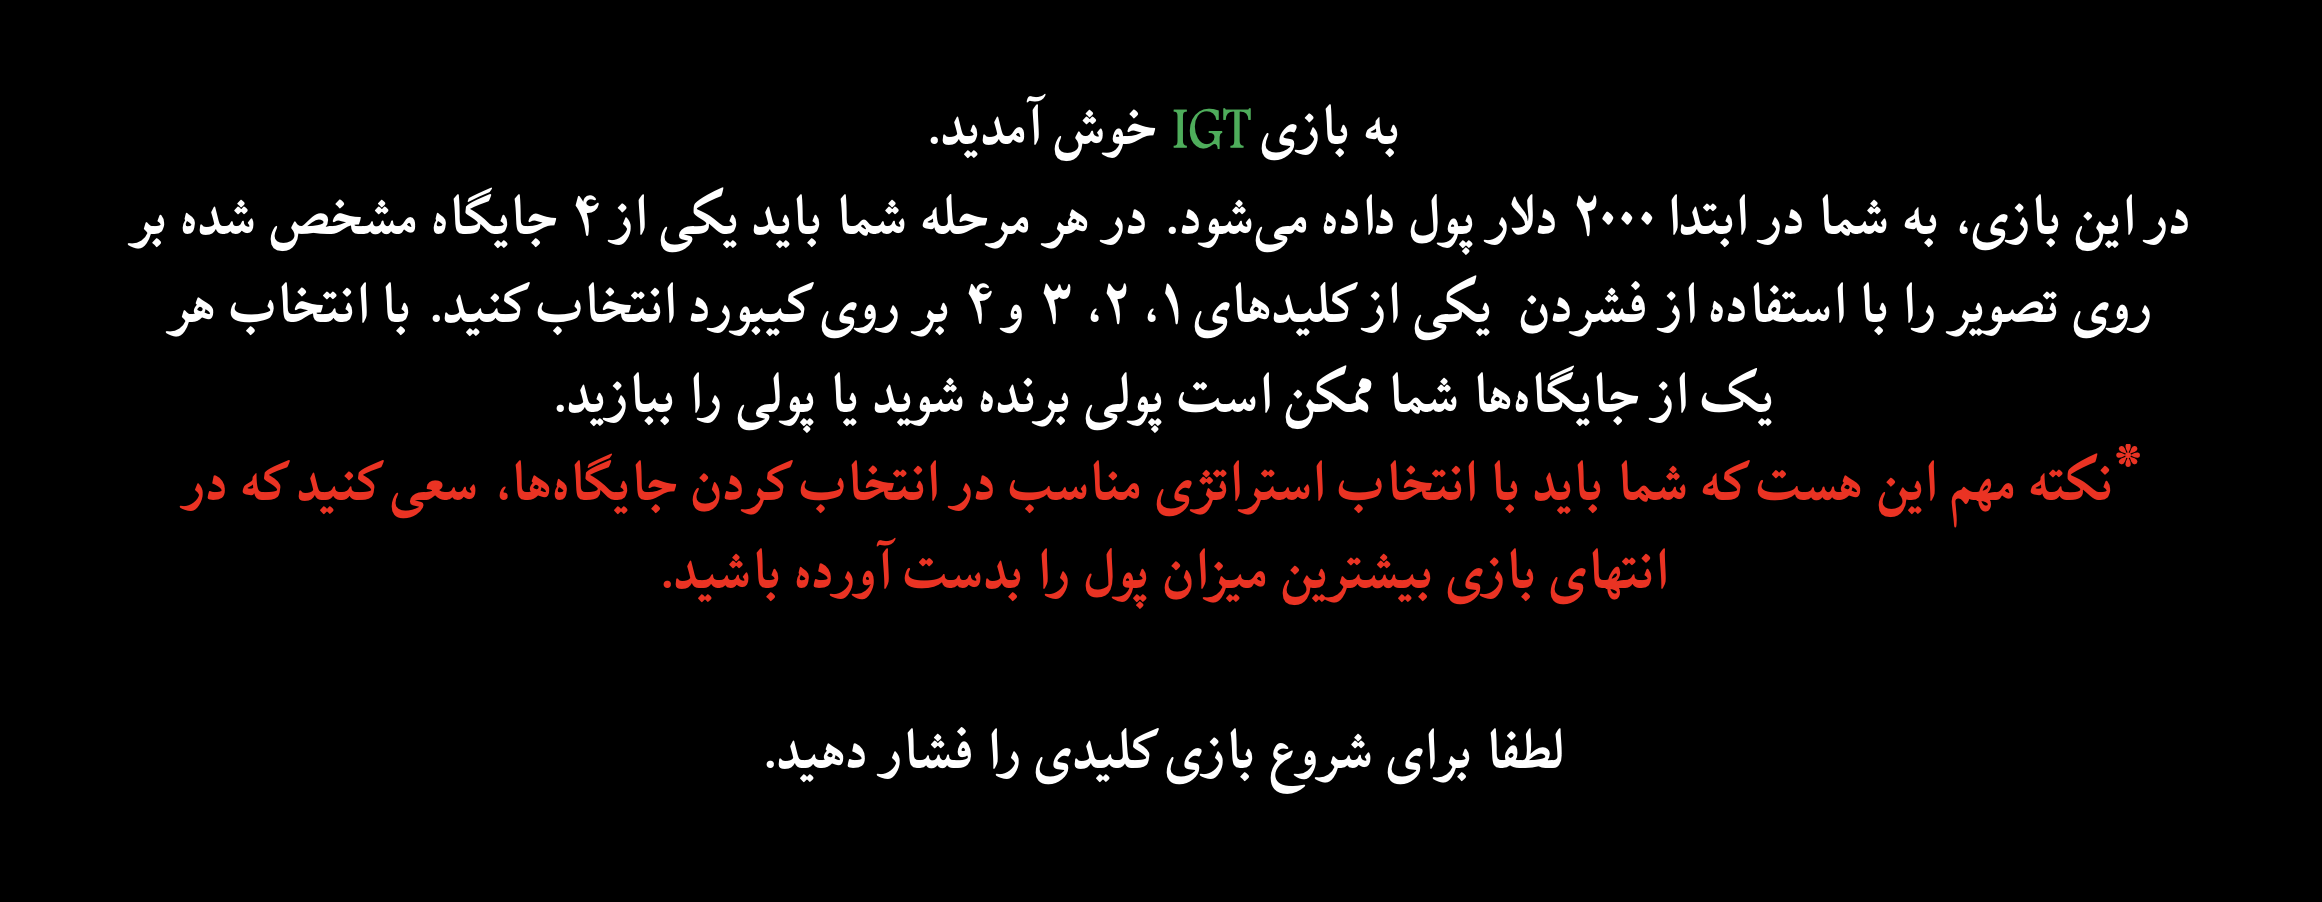 به بازی IGT خوش آمدید.
در این بازی، به شما در ابتدا ۲۰۰۰ دلار پول داده می‌شود. در هر مرحله شما باید یکی از ۴ جایگاه مشخص شده بر
روی تصویر را با استفاده از فشردن یکی از کلیدهای ۱، ۲، ۳ و ۴ بر روی کیبورد انتخاب کنید. با انتخاب هر
یک از جایگاه‌ها شما ممکن است پولی برنده شوید یا پولی را ببازید.
*نکته مهم این هست که شما باید با انتخاب استراتژی مناسب در انتخاب کردن جایگاه‌ها، سعی کنید که در
انتهای بازی بیشترین میزان پول را بدست آورده باشید.
لطفا برای شروع بازی کلیدی را فشار دهید.